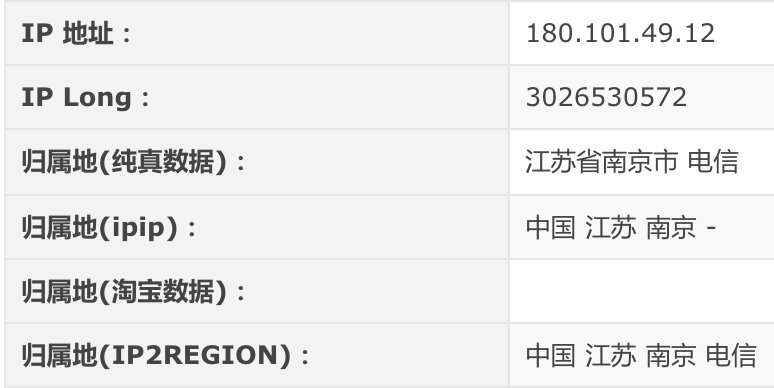 IP 地址： 180.101.49.12
IP Long： 3026530572
归属地(纯真数据)： 江苏省南京市 电信
归属地(ipip)： 中国 江苏 南京 -
归属地(淘宝数据)：
归属地(IP2REGION)： 中国 江苏 南京 电信